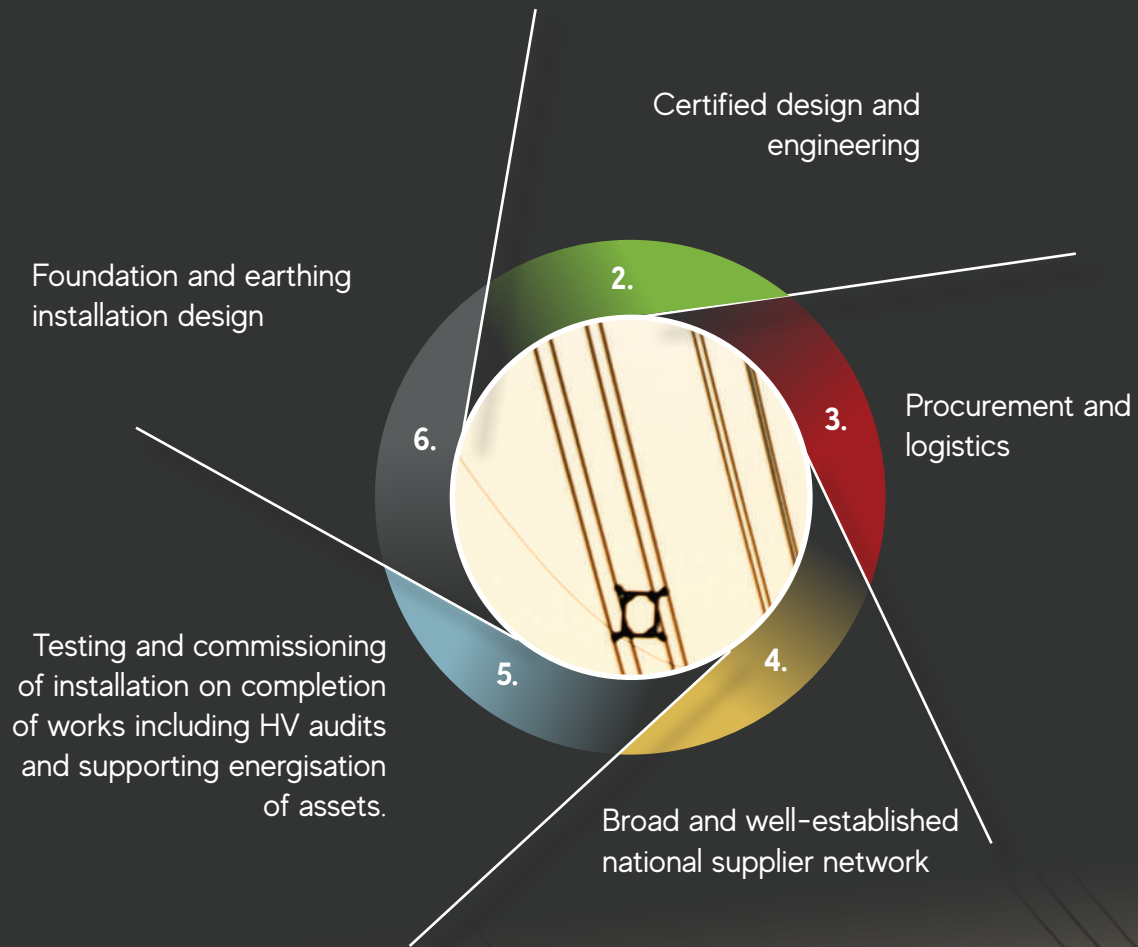 Certified design and
engineering
2.
3.
Procurement and
logistics
4.
Broad and well-established
national supplier network
5.
Testing and commissioning
of installation on completion
of works including HV audits
and supporting energisation
of assets.
6.
Foundation and earthing
installation design